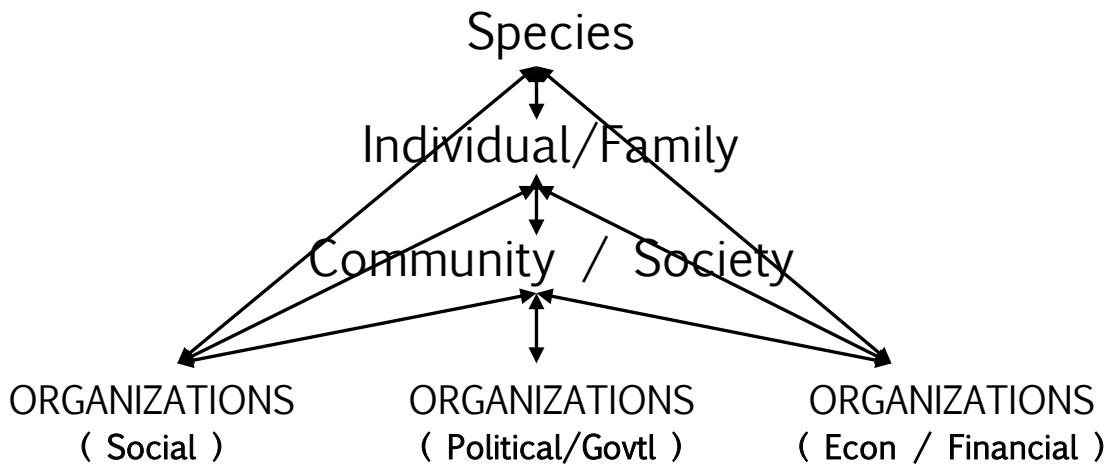 Species
Individual/Family
Community / Society
ORGANIZATIONS ORGANIZATIONS ORGANIZATIONS
( Social ) ( Political/Govtl ) ( Econ / Financial )